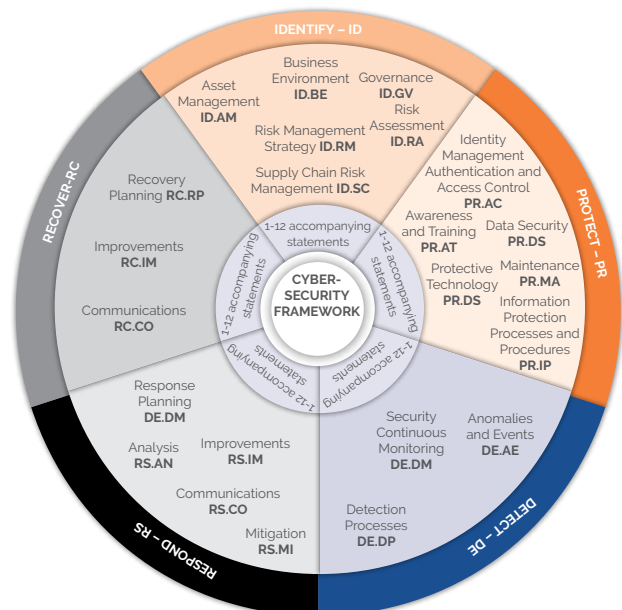 IDENTIFY – ID
Business
Environment
ID.BE
Asset
Management
ID.AM
Governance
ID.GV
Risk
Assessment
ID.RA
Risk Management
Strategy ID.RM
Supply Chain Risk
Management ID.SC
PROTECT – PR
Identity
Management
Authentication and
Access Control
PR.AC
Awareness
and Training
PR.AT
Data Security
PR.DS
Protective
Technology
PR.DS
Maintenance
PR.MA
Information
Protection
Processes and
Procedures
PR.IP
DETECT – DE
Security
Continuous
Monitoring
DE.DM
Anomalies
and Events
DE.AE
Detection
Processes
DE.DP
RESPOND – RS
Response
Planning
DE.DM
Analysis
RS.AN
Improvements
RS.IM
Communications
RS.CO
Mitigation
RS.MI
RECOVER-RC
Recovery
Planning RC.RP
Improvements
RC.IM
Communications
RC.CO
1-12 accompanying
statements
1-12 accompanying
statements
1-12 accompanying
statements
1-12 accompanying
statements
1-12 accompanying
statements
CYBER-
SECURITY
FRAMEWORK